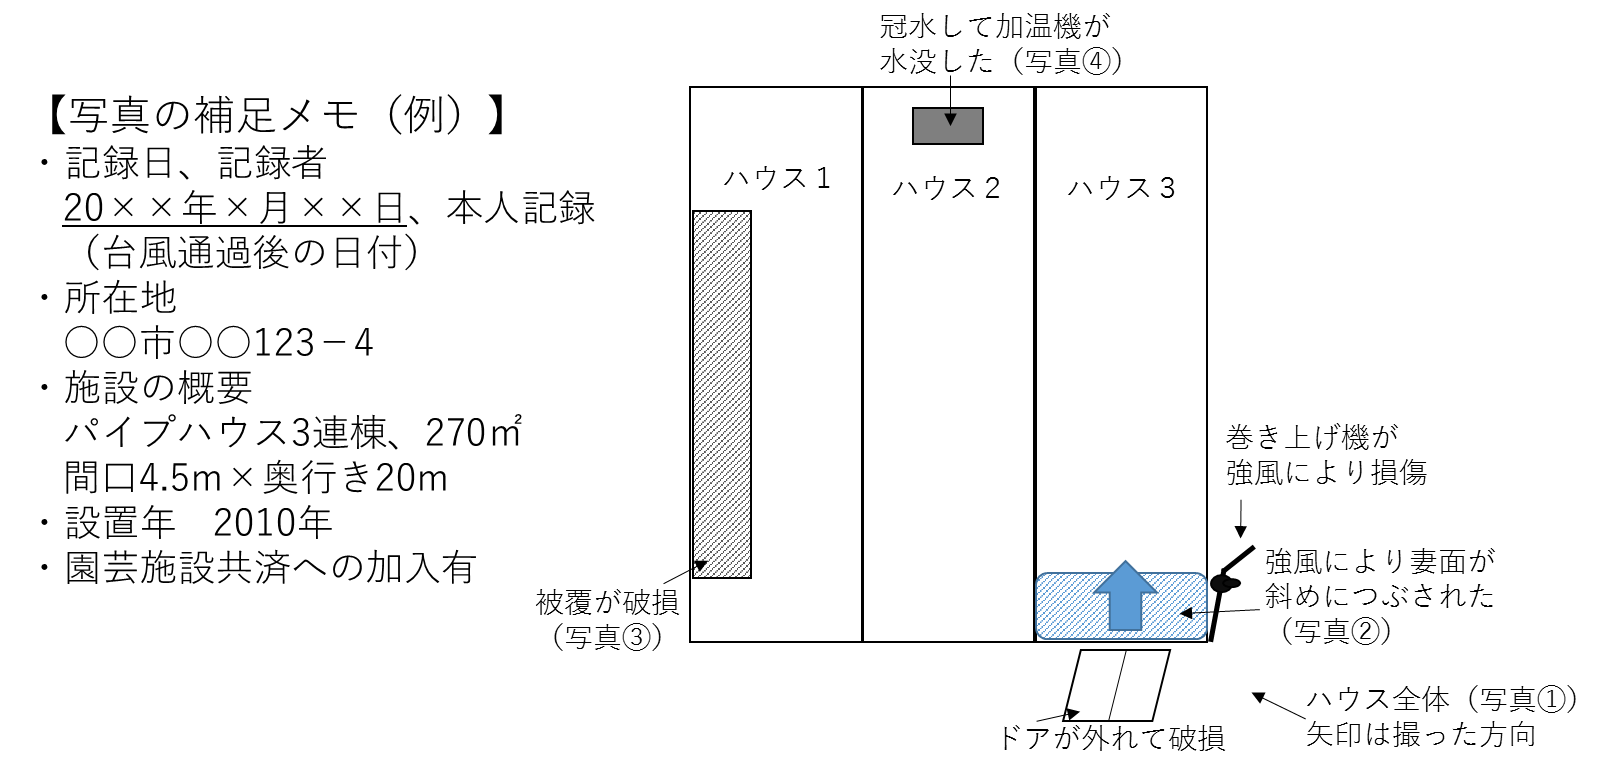 【写真の補足メモ（例）】
・記録日、記録者
20××年×月××日、本人記録
（台風通過後の日付）
・所在地
○○市○○123－4
・施設の概要
パイプハウス3連棟、270㎡
間口4.5m×奥行き20m
・設置年　2010年
・園芸施設共済への加入有
冠水して加温機が
水没した（写真④）
ハウス１
ハウス２
ハウス３
巻き上げ機が
強風により損傷
強風により妻面が
斜めにつぶされた
（写真②）
被覆が破損
（写真③）
ハウス全体（写真①）
矢印は撮った方向
ドアが外れて破損